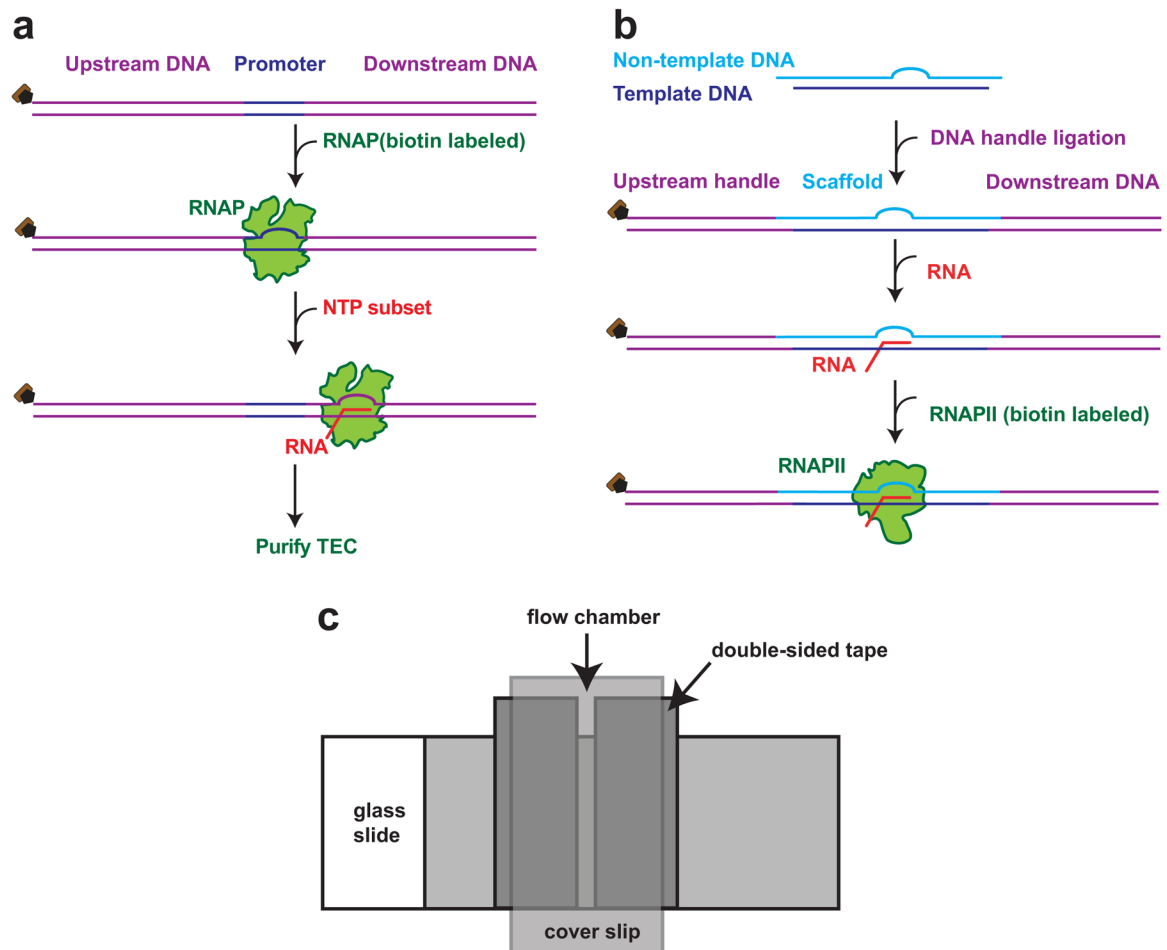 a
Upstream DNA Promoter Downstream DNA
RNAP(biotin labeled)
RNAP
NTP subset
RNA
Purify TEC
b
Non-template DNA
Template DNA
DNA handle ligation
Upstream handle Scaffold Downstream DNA
RNA
RNA
RNAPII (biotin labeled)
RNAPII
c
flow chamber
double-sided tape
glass
slide
cover slip